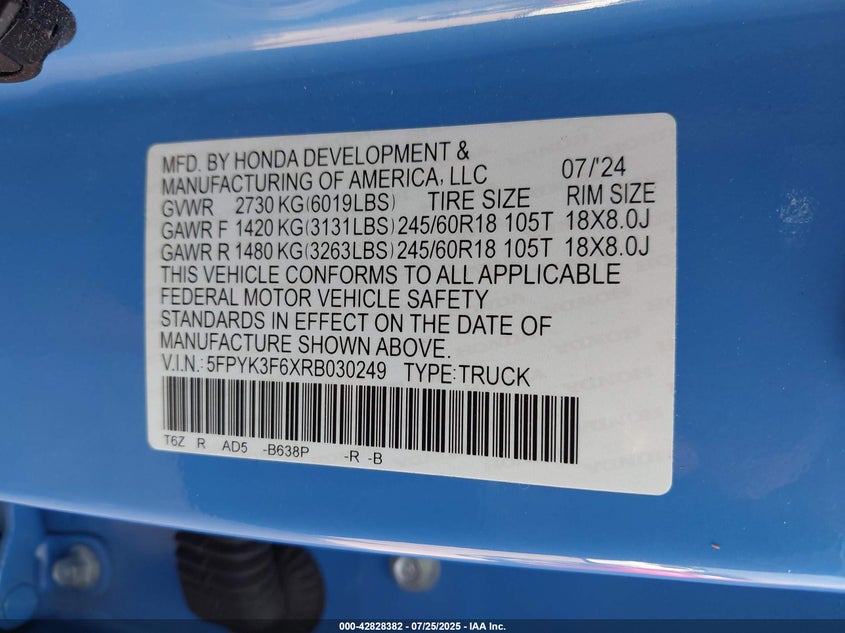 MFD. BY HONDA DEVELOPMENT &
MANUFACTURING OF AMERICA, LLC 07/'24
GVWR 2730 KG(6019LBS) TIRE SIZE RIM SIZE
GAWR F 1420 KG(3131LBS) 245/60R18 105T 18X8.0J
GAWR R 1480 KG(3263LBS) 245/60R18 105T 18X8.0J
THIS VEHICLE CONFORMS TO ALL APPLICABLE
FEDERAL MOTOR VEHICLE SAFETY
STANDARDS IN EFFECT ON THE DATE OF
MANUFACTURE SHOWN ABOVE.
V.I.N.: 5FPYK3F6XRB030249 TYPE:TRUCK
T6Z R AD5 -B638P -R -B
000-42828382 | 07/25/2025 - IAA Inc.